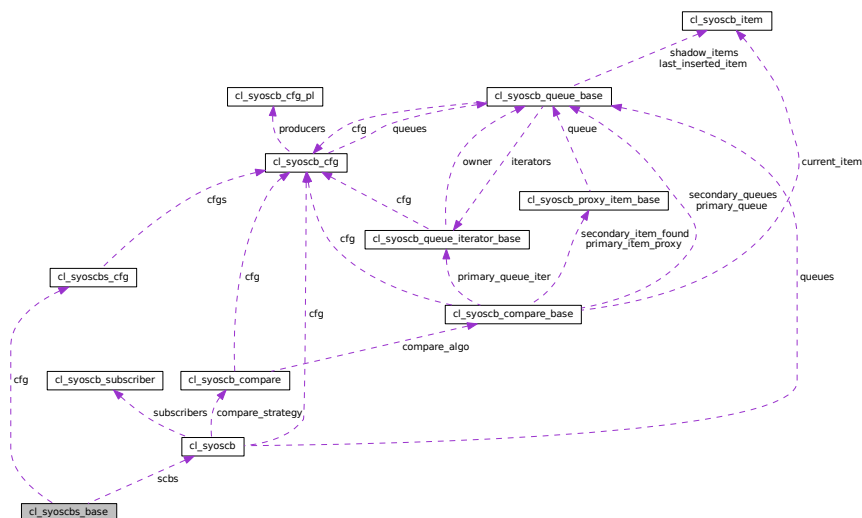 cl_syoscb_item
shadow_items
last_inserted_item
cl_syoscb_cfg_pl
cl_syoscb_queue_base
producers
cfg
queues
queue
cl_syoscb_cfg
owner
iterators
current_item
cfgs
cfg
cl_syoscb_proxy_item_base
secondary_queues
primary_queue
cl_syoscb_queue_iterator_base
cfg
secondary_item_found
primary_item_proxy
cl_syoscbs_cfg
cfg
primary_queue_iter
queues
cfg
cl_syoscb_compare_base
compare_algo
cfg
cl_syoscb_subscriber
cl_syoscb_compare
subscribers
compare_strategy
cl_syoscb
scbs
cl_syoscbs_base